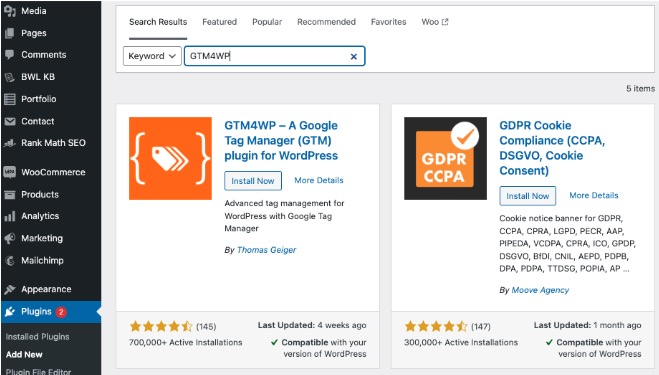 Media
Pages
Comments
BWL KB
Portfolio
Contact
Rank Math SEO
WooCommerce
Products
Analytics
Marketing
Mailchimp
Appearance
Plugins 2
Installed Plugins
Add New
Plugin File Editor
Search Results Featured Popular Recommended Favorites Woo
Keyword GTM4WP
5 items
GTM4WP – A Google
Tag Manager (GTM)
plugin for WordPress
Install Now More Details
Advanced tag management for
WordPress with Google Tag
Manager
By Thomas Geiger
(145)
700,000+ Active Installations
Last Updated: 4 weeks ago
Compatible with your
version of WordPress
GDPR
CCPA
GDPR Cookie
Compliance (CCPA,
DSGVO, Cookie
Consent)
Install Now More Details
Cookie notice banner for GDPR,
CCPA, CPRA, LGPD, PECR, AAP,
PIPEDA, VCDPA, CPRA, ICO, GPDP,
DSGVO, BfDI, CNIL, AEPD, PDPB,
DPA, PDPA, TTDSG, POPIA, AP ...
By Moove Agency
(147)
300,000+ Active Installations
Last Updated: 1 month ago
Compatible with your
version of WordPress